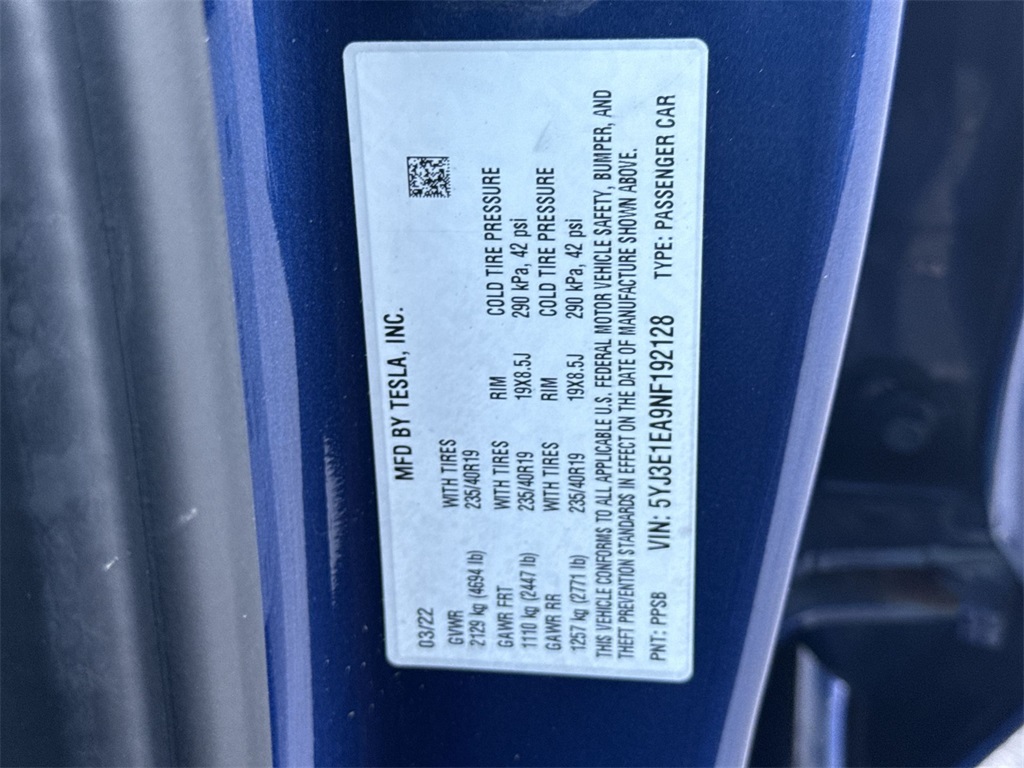 MFD BY TESLA, INC.
03/22
GVWR WITH TIRES
2129 kg (4694 lb) 235/40R19
GAWR FRT WITH TIRES RIM COLD TIRE PRESSURE
1110 kg (2447 lb) 235/40R19 19X8.5J 290 kPa, 42 psi
GAWR RR WITH TIRES RIM COLD TIRE PRESSURE
1257 kg (2771 lb) 235/40R19 19X8.5J 290 kPa, 42 psi
THIS VEHICLE CONFORMS TO ALL APPLICABLE U.S. FEDERAL MOTOR VEHICLE SAFETY, BUMPER, AND
THEFT PREVENTION STANDARDS IN EFFECT ON THE DATE OF MANUFACTURE SHOWN ABOVE.
PNT: PPSB VIN: 5YJ3E1EA9NF192128 TYPE: PASSENGER CAR